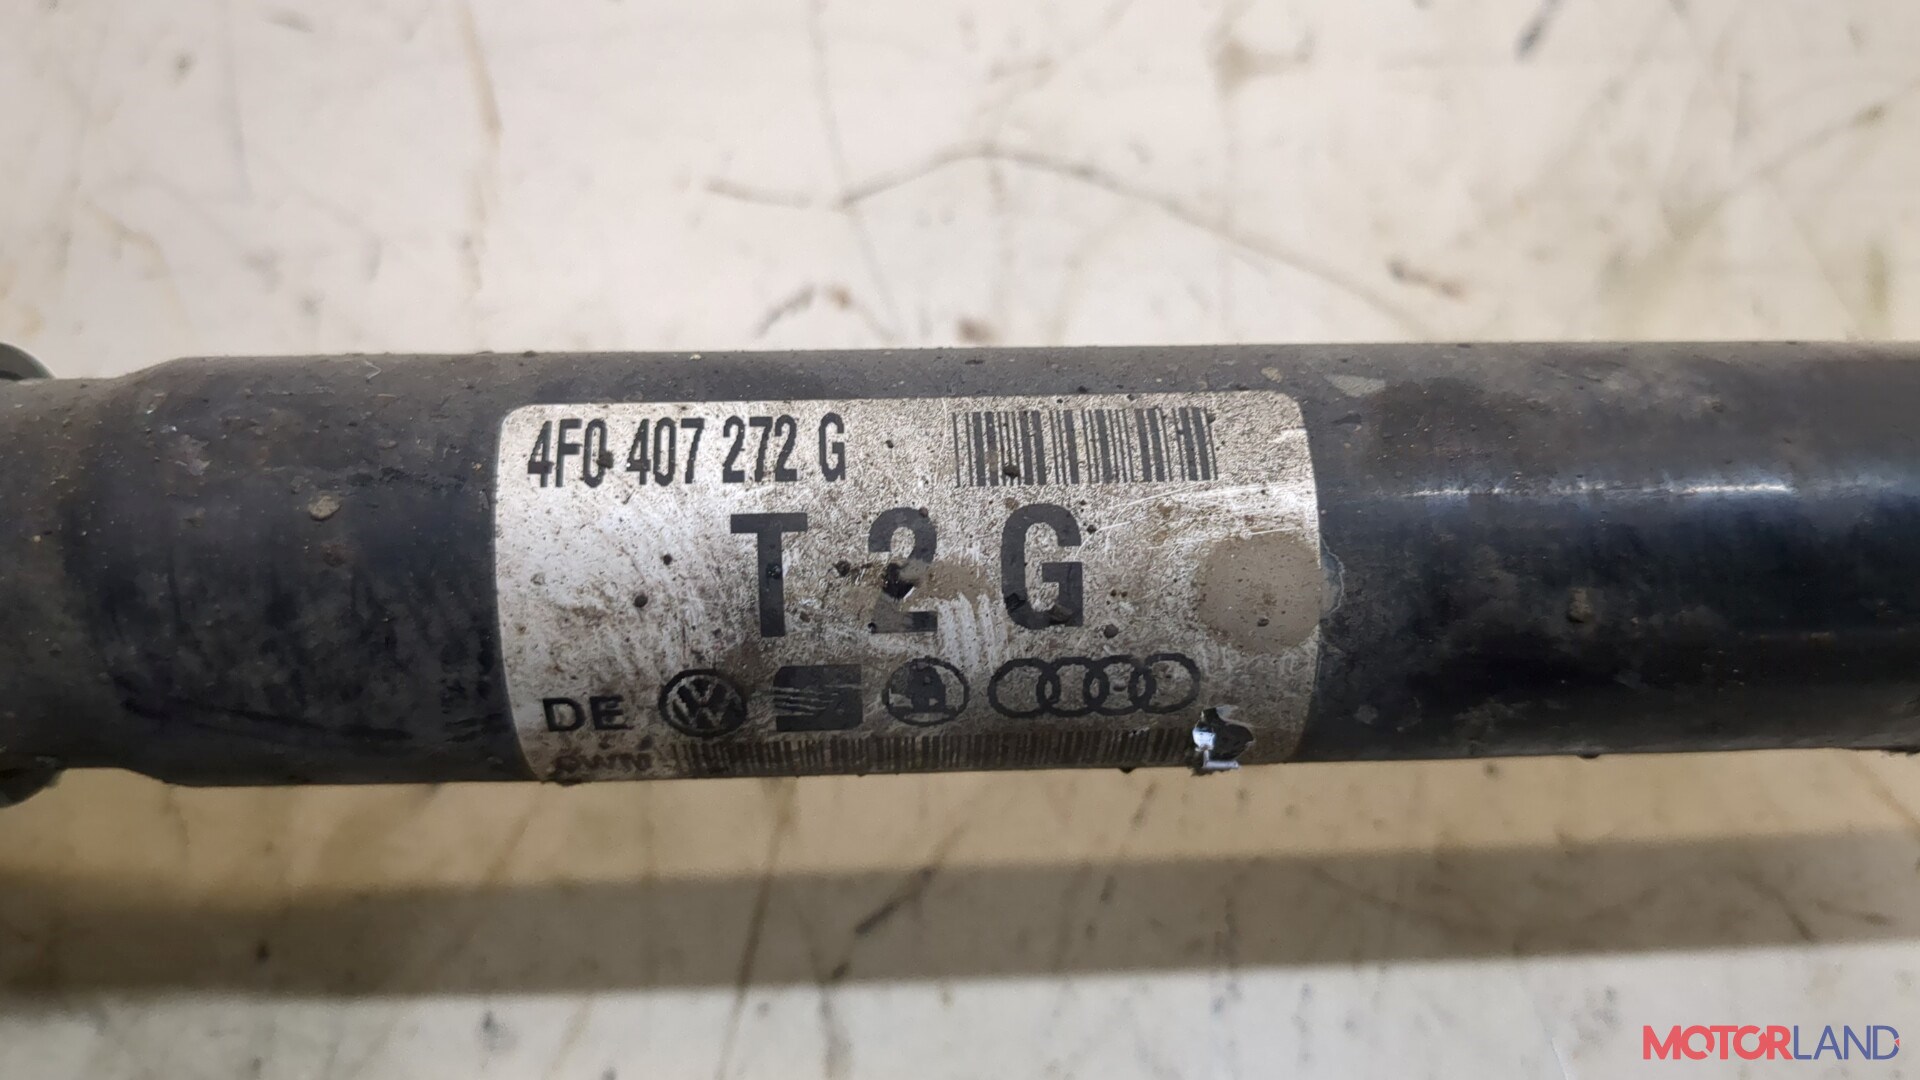 4F0 407 272 G
T 2 G
DE
MOTORLAND